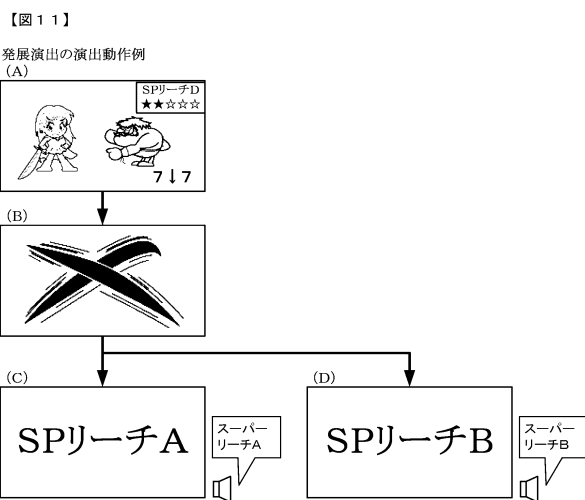 【図１１】
発展演出の演出動作例
（A）
SPリーチD
★★☆☆☆
７↓７
（B）
（C）
（D）
SPリーチA
スーパー
リーチA
SPリーチB
スーパー
リーチB